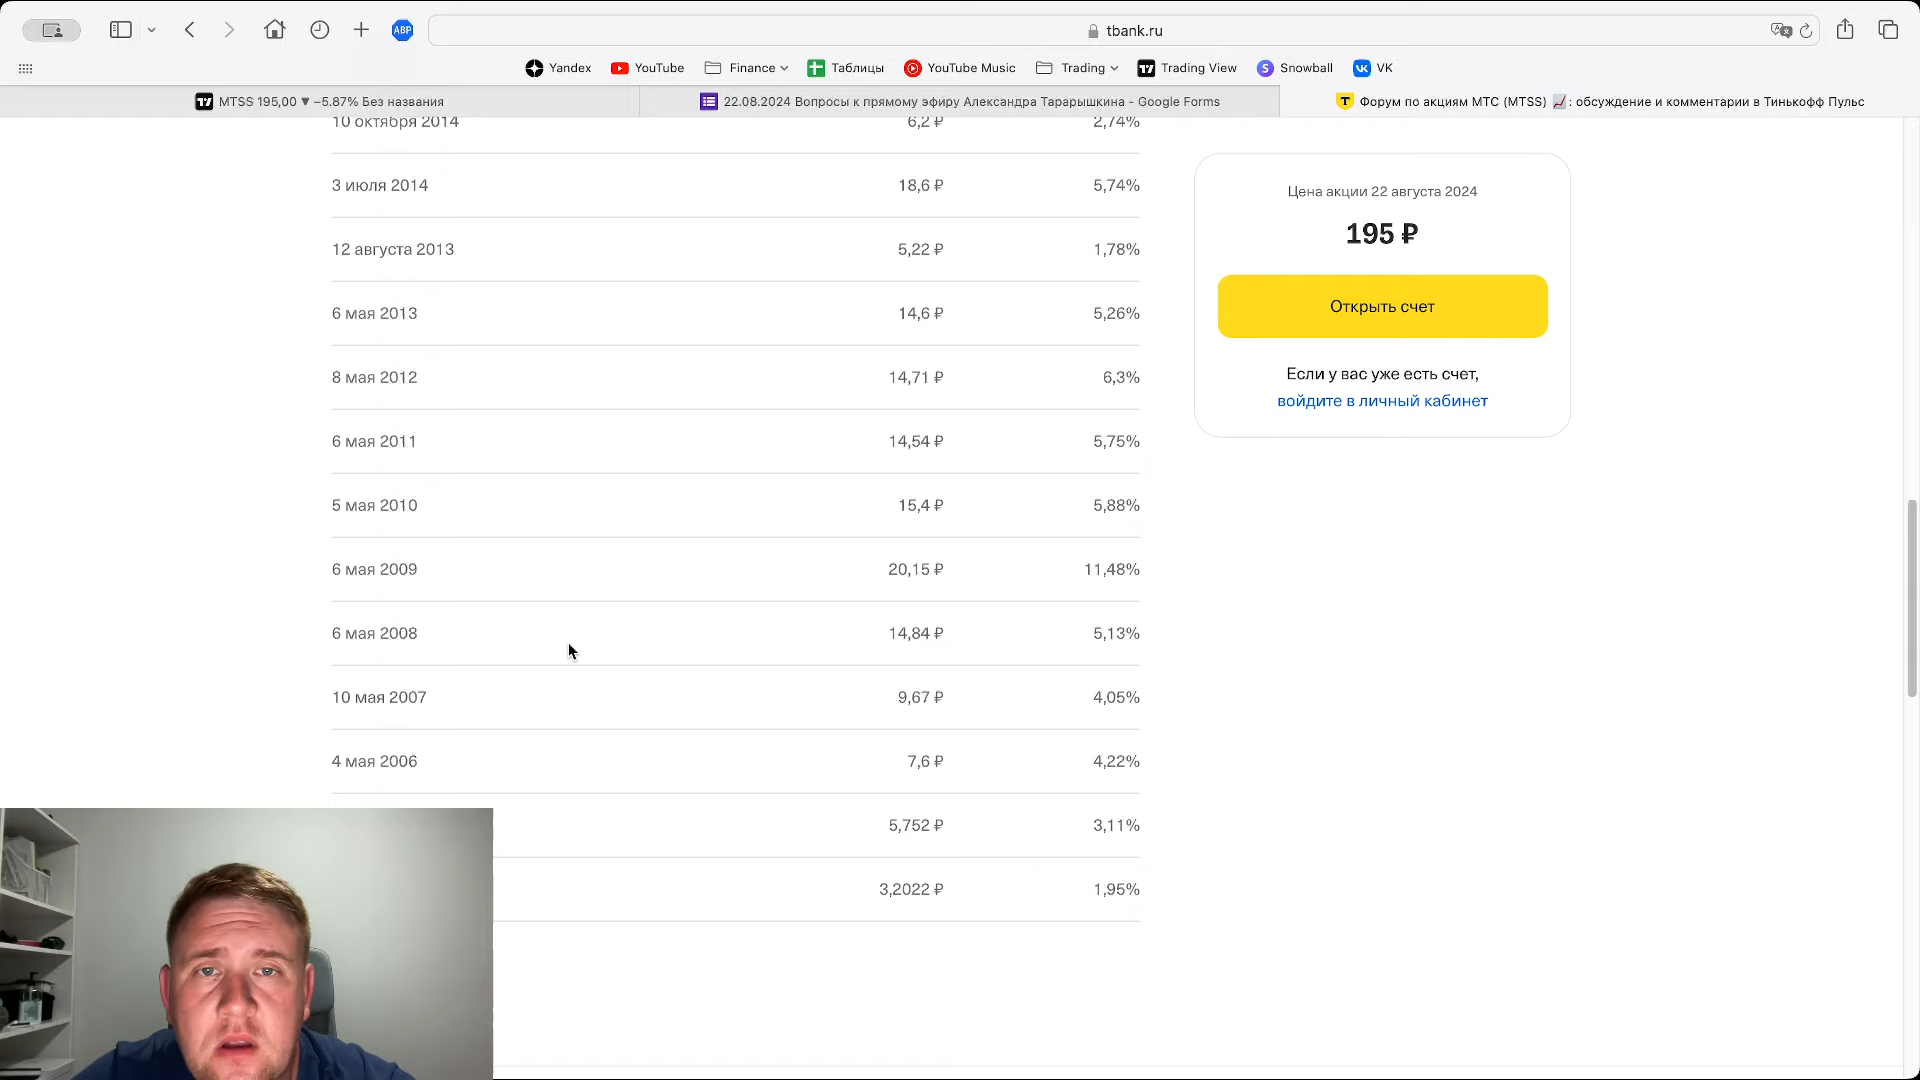 ABP
tbank.ru
Yandex YouTube Finance Таблицы YouTube Music Trading Trading View S Snowball VK
MTSS 195,00 ▼ −5.87% Без названия
22.08.2024 Вопросы к прямому эфиру Александра Тарарышкина - Google Forms
Форум по акциям МТС (MTSS) 📈: обсуждение и комментарии в Тинькофф Пульс
10 октября 2014 6,2 ₽ 2,74%
3 июля 2014 18,6 ₽ 5,74%
12 августа 2013 5,22 ₽ 1,78%
6 мая 2013 14,6 ₽ 5,26%
8 мая 2012 14,71 ₽ 6,3%
6 мая 2011 14,54 ₽ 5,75%
5 мая 2010 15,4 ₽ 5,88%
6 мая 2009 20,15 ₽ 11,48%
6 мая 2008 14,84 ₽ 5,13%
10 мая 2007 9,67 ₽ 4,05%
4 мая 2006 7,6 ₽ 4,22%
5,752 ₽ 3,11%
3,2022 ₽ 1,95%
Цена акции 22 августа 2024
195 ₽
Открыть счет
Если у вас уже есть счет,
войдите в личный кабинет